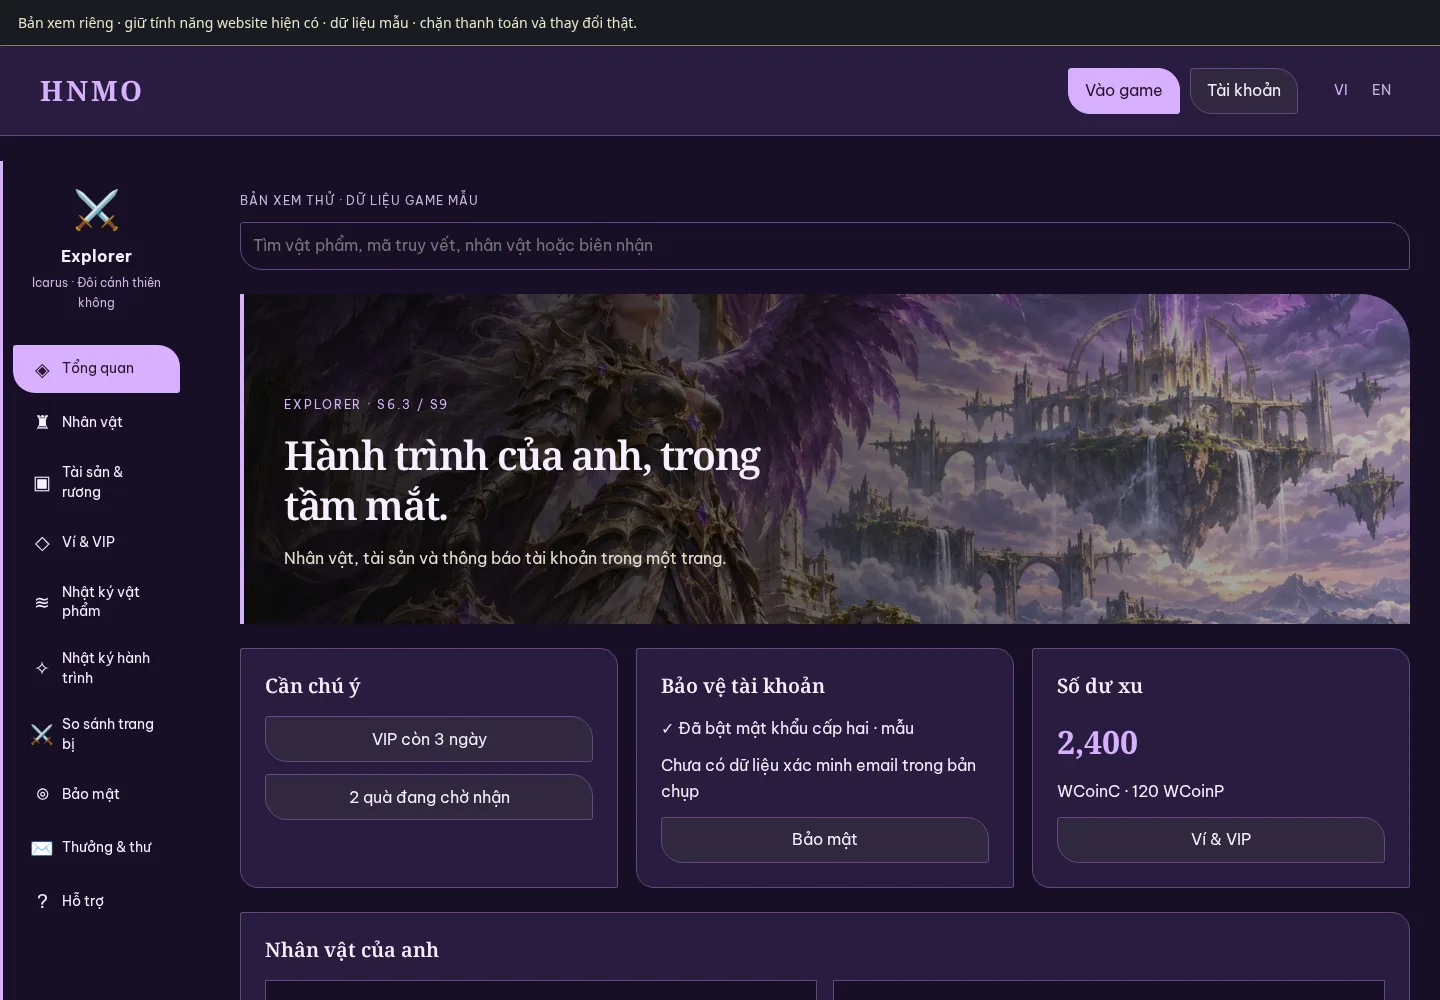 Bản xem riêng · giữ tính năng website hiện có · dữ liệu mẫu · chặn thanh toán và thay đổi thật.
HNMO
Vào game
Tài khoản
VI
EN
Explorer
Icarus · Đôi cánh thiên
không
Tổng quan
Nhân vật
Tài sản &
rương
Ví & VIP
Nhật ký vật
phẩm
Nhật ký hành
trình
So sánh trang
bị
Bảo mật
Thưởng & thư
Hỗ trợ
BẢN XEM THỬ · DỮ LIỆU GAME MẪU
Tìm vật phẩm, mã truy vết, nhân vật hoặc biên nhận
EXPLORER · S6.3 / S9
Hành trình của anh, trong
tầm mắt.
Nhân vật, tài sản và thông báo tài khoản trong một trang.
Cần chú ý
VIP còn 3 ngày
2 quà đang chờ nhận
Bảo vệ tài khoản
✓ Đã bật mật khẩu cấp hai · mẫu
Chưa có dữ liệu xác minh email trong bản
chụp
Bảo mật
Số dư xu
2,400
WCoinC · 120 WCoinP
Ví & VIP
Nhân vật của anh